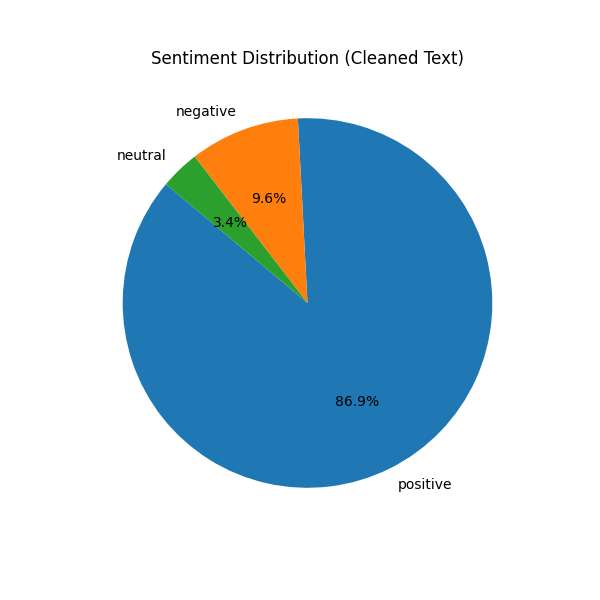 Sentiment Distribution (Cleaned Text)
negative
neutral
9.6%
3.4%
86.9%
positive